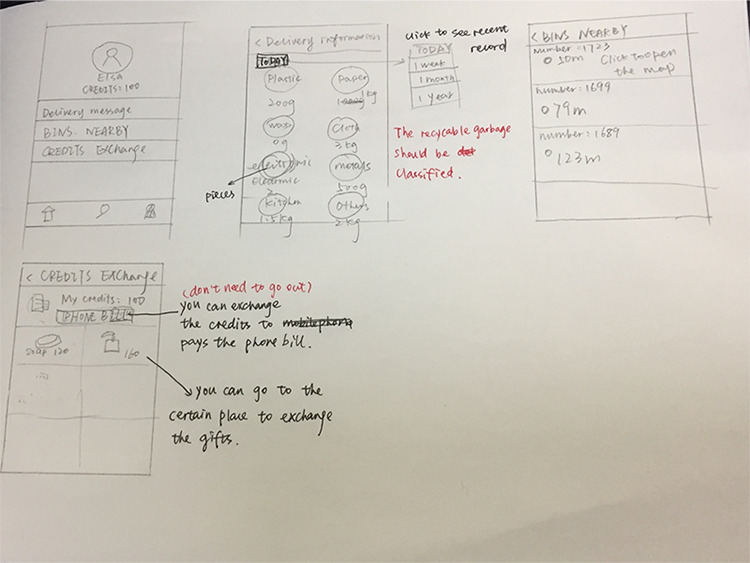 Elsa
CREDITS: 100
Delivery message
BINS. NEARBY
CREDITS Exchange
< Delivery information
TODAY
Plastic
Paper
200g
1kg
wax
Cloth
0g
3kg
electronic
metals
Electronic
500g
2
pieces
Kitchen
Others
1.5kg
2kg
click to see recent
record
TODAY
1 week
1 month
1 year
The recycable garbage
should be
classified.
< BINS NEARBY
number: 1723
10m Click to open
the map
number: 1699
79m
number: 1689
123m
< CREDITS Exchange
My credits: 100
PHONE BILL
soap 120
160
(don't need to go out)
you can exchange
the credits to mobilephone
pays the phone bill.
you can go to the
certain place to exchange
the gifts.